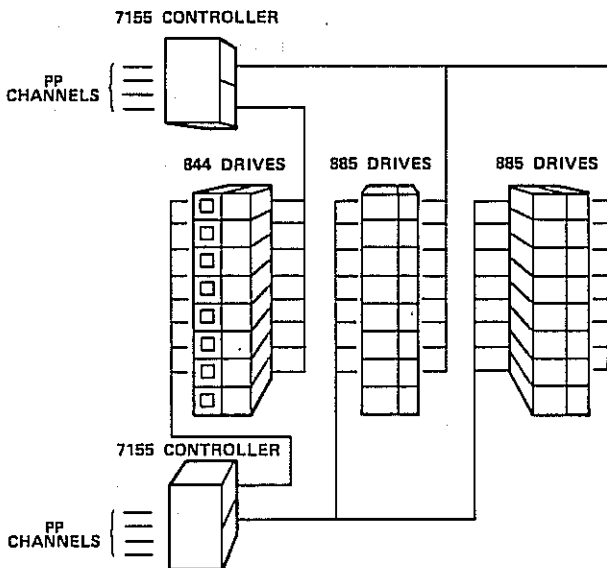 7155 CONTROLLER
PP
CHANNELS
844 DRIVES
885 DRIVES
885 DRIVES
7155 CONTROLLER
PP
CHANNELS